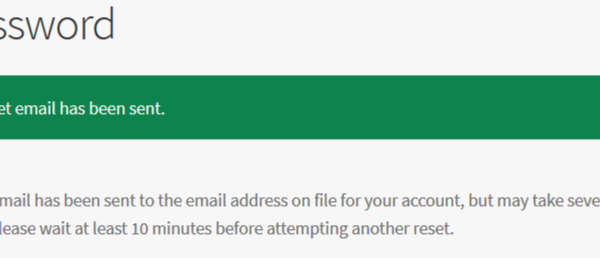 ssword
et email has been sent.
mail has been sent to the email address on file for your account, but may take seve
lease wait at least 10 minutes before attempting another reset.